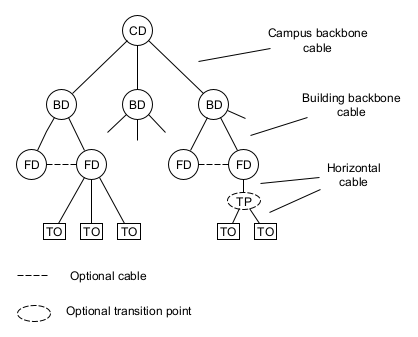 CD
Campus backbone
cable
BD BD BD
Building backbone
cable
FD FD FD FD
Horizontal
cable
TP
TO TO TO TO TO
Optional cable
Optional transition point